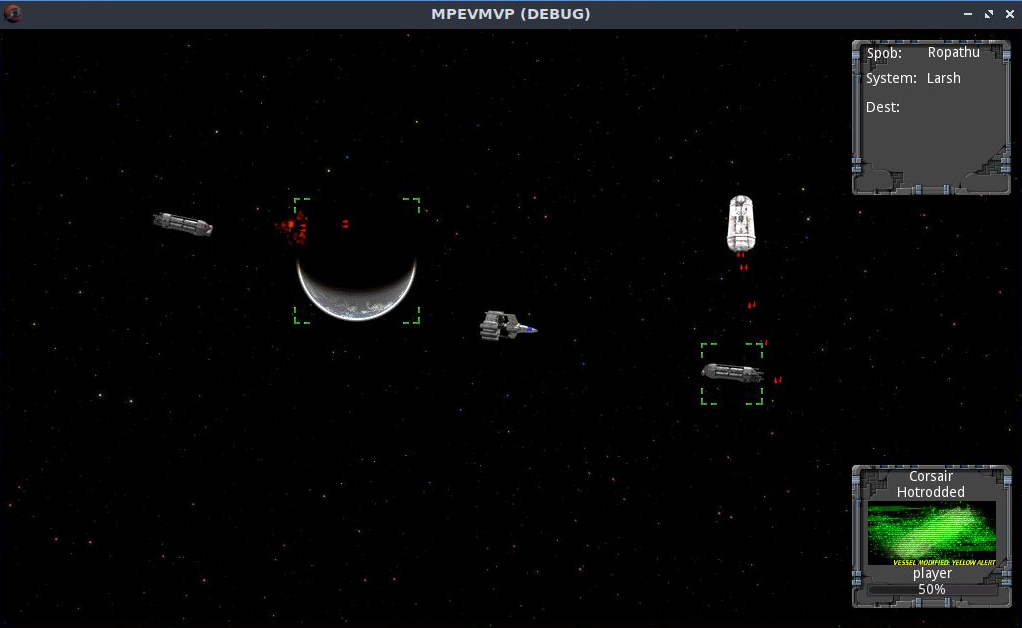 MPEVMVP (DEBUG)
Spob: Ropathu
System: Larsh
Dest:
Corsair
Hotrodded
VESSEL MODIFIED: YELLOW ALERT
player
50%